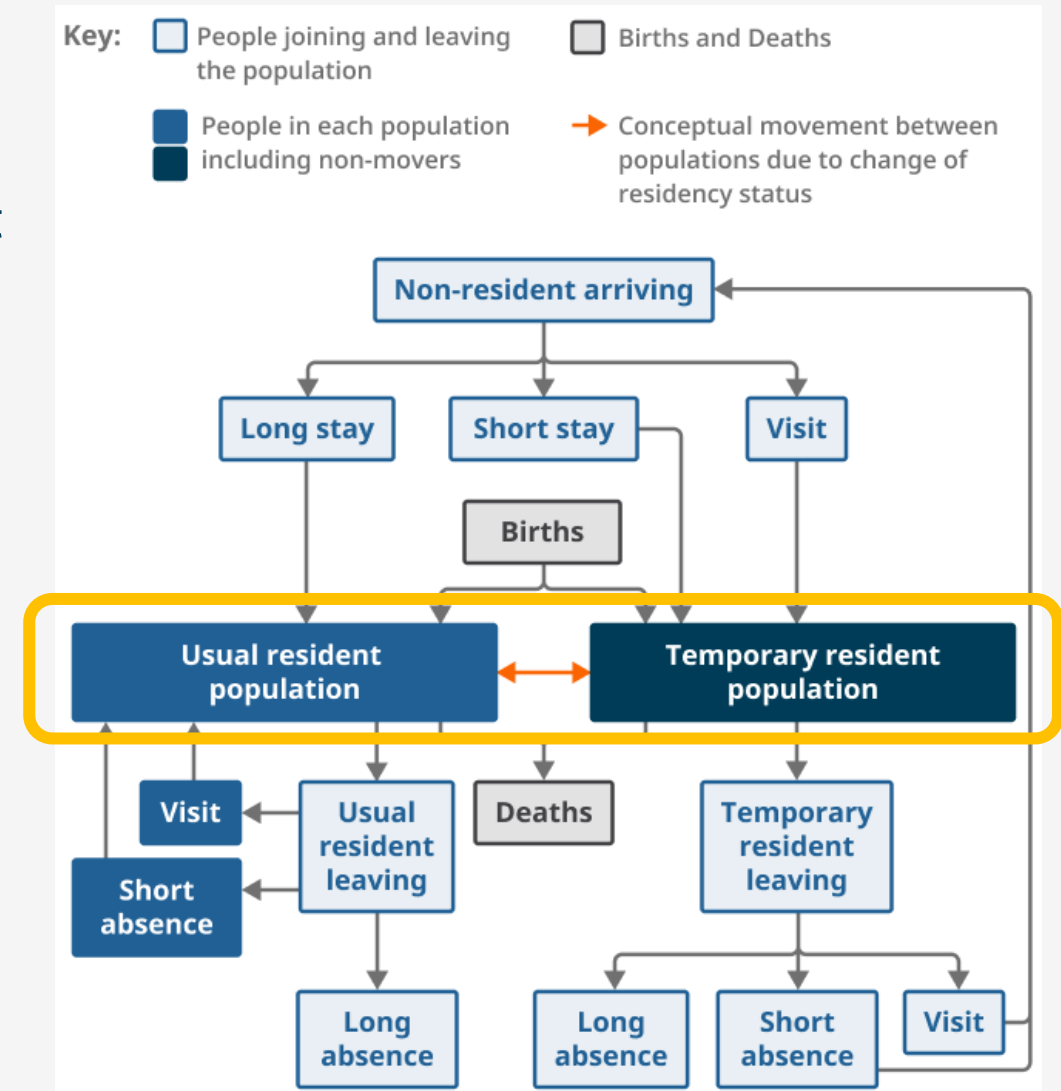 Key:
People joining and leaving
the population
Births and Deaths
People in each population
including non-movers
Conceptual movement between
populations due to change of
residency status
Non-resident arriving
Long stay
Short stay
Visit
Births
Usual resident
population
Temporary resident
population
Visit
Usual
resident
leaving
Deaths
Temporary
resident
leaving
Short
absence
Long
absence
Long
absence
Short
absence
Visit